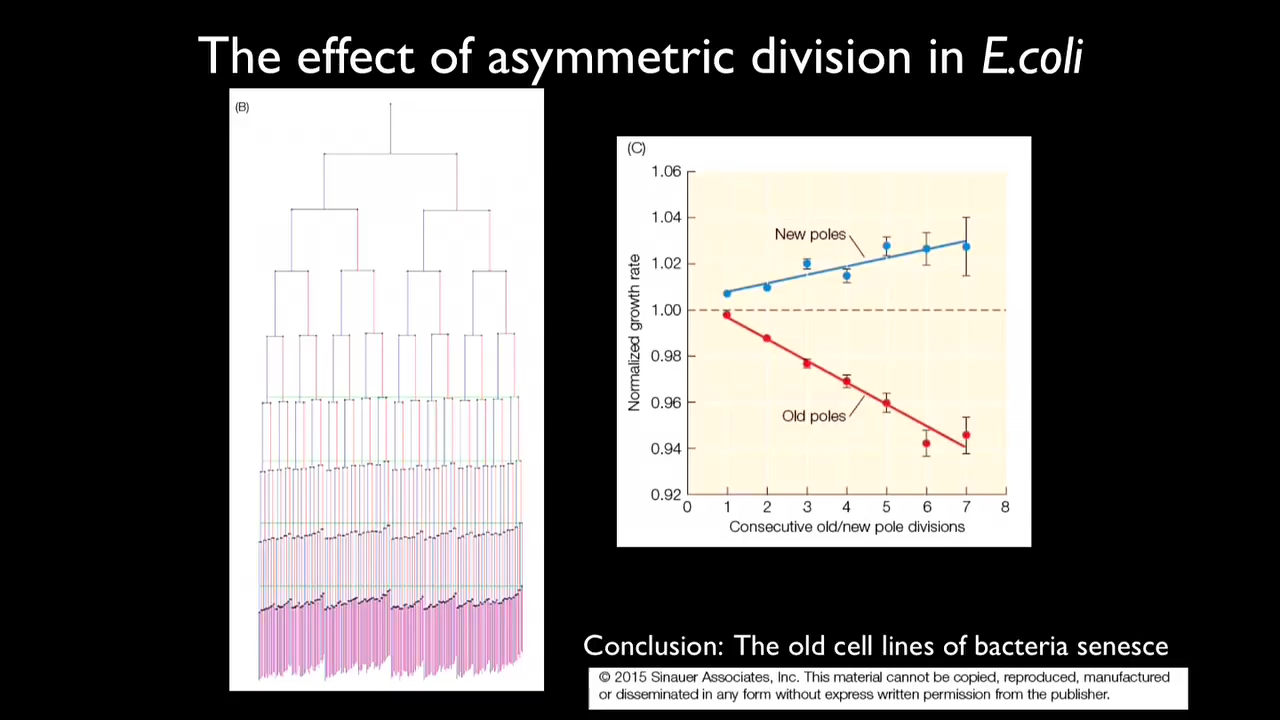 The effect of asymmetric division in E.coli
(B)
(C)
1.06
1.04
1.02
1.00
0.98
0.96
0.94
0.92
Normalized growth rate
New poles
Old poles
0 1 2 3 4 5 6 7 8
Consecutive old/new pole divisions
Conclusion: The old cell lines of bacteria senesce
© 2015 Sinauer Associates, Inc. This material cannot be copied, reproduced, manufactured
or disseminated in any form without express written permission from the publisher.